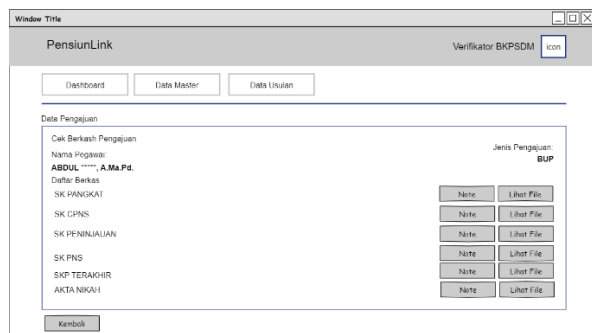 Window Title
PensiunLink
Verifikator BKPSDM
icon
Dashboard
Data Master
Data Usulan
Data Pengajuan
Cek Berkash Pengajuan
Jenis Pengajuan:
Nama Pegawai:
BUP
ABDUL *****, A.Ma.Pd.
Daftar Berkas
SK PANGKAT Note Lihat File
SK CPNS Note Lihat File
SK PENINJAUAN Note Lihat File
SK PNS Note Lihat File
SKP TERAKHIR Note Lihat File
AKTA NIKAH Note Lihat File
Kembali